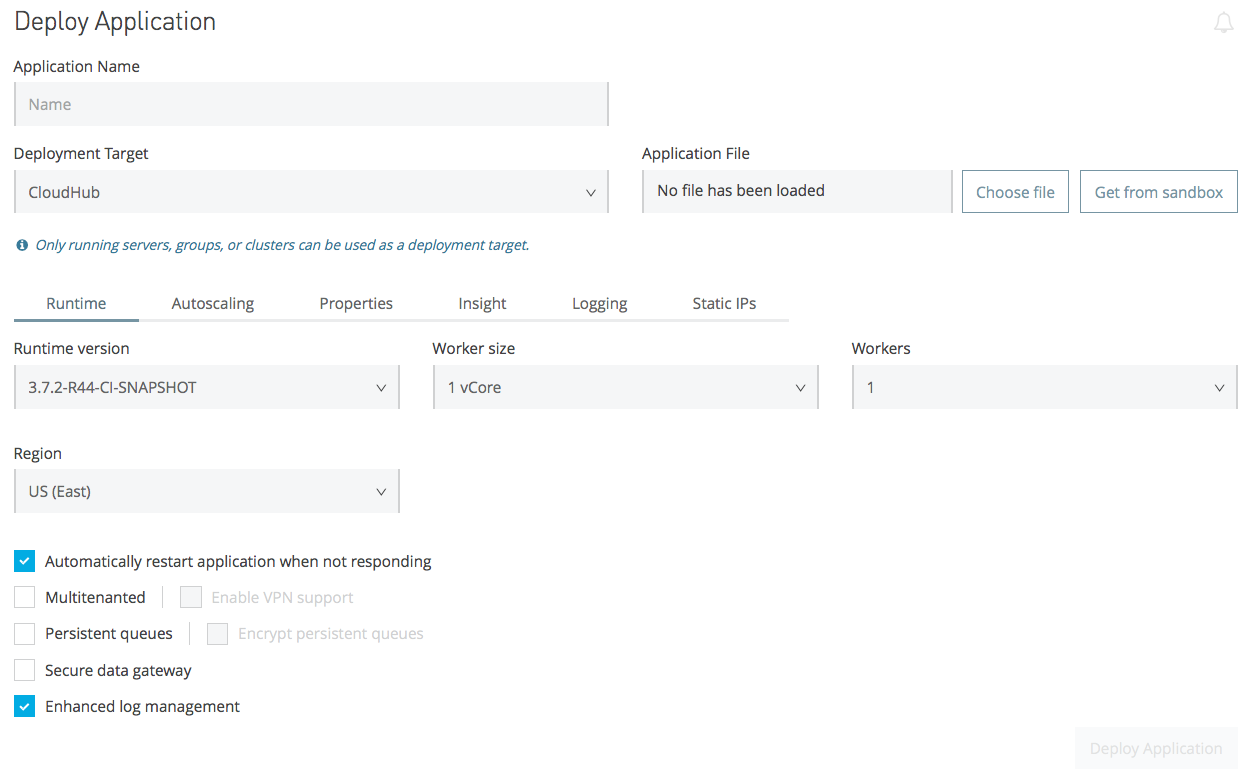 Deploy Application
Application Name
Name
Deployment Target
Application File
CloudHub
No file has been loaded
Choose file
Get from sandbox
Only running servers, groups, or clusters can be used as a deployment target.
Runtime
Autoscaling
Properties
Insight
Logging
Static IPs
Runtime version
Worker size
Workers
3.7.2-R44-CI-SNAPSHOT
1 vCore
1
Region
US (East)
Automatically restart application when not responding
Multitenanted
Enable VPN support
Persistent queues
Encrypt persistent queues
Secure data gateway
Enhanced log management
Deploy Application